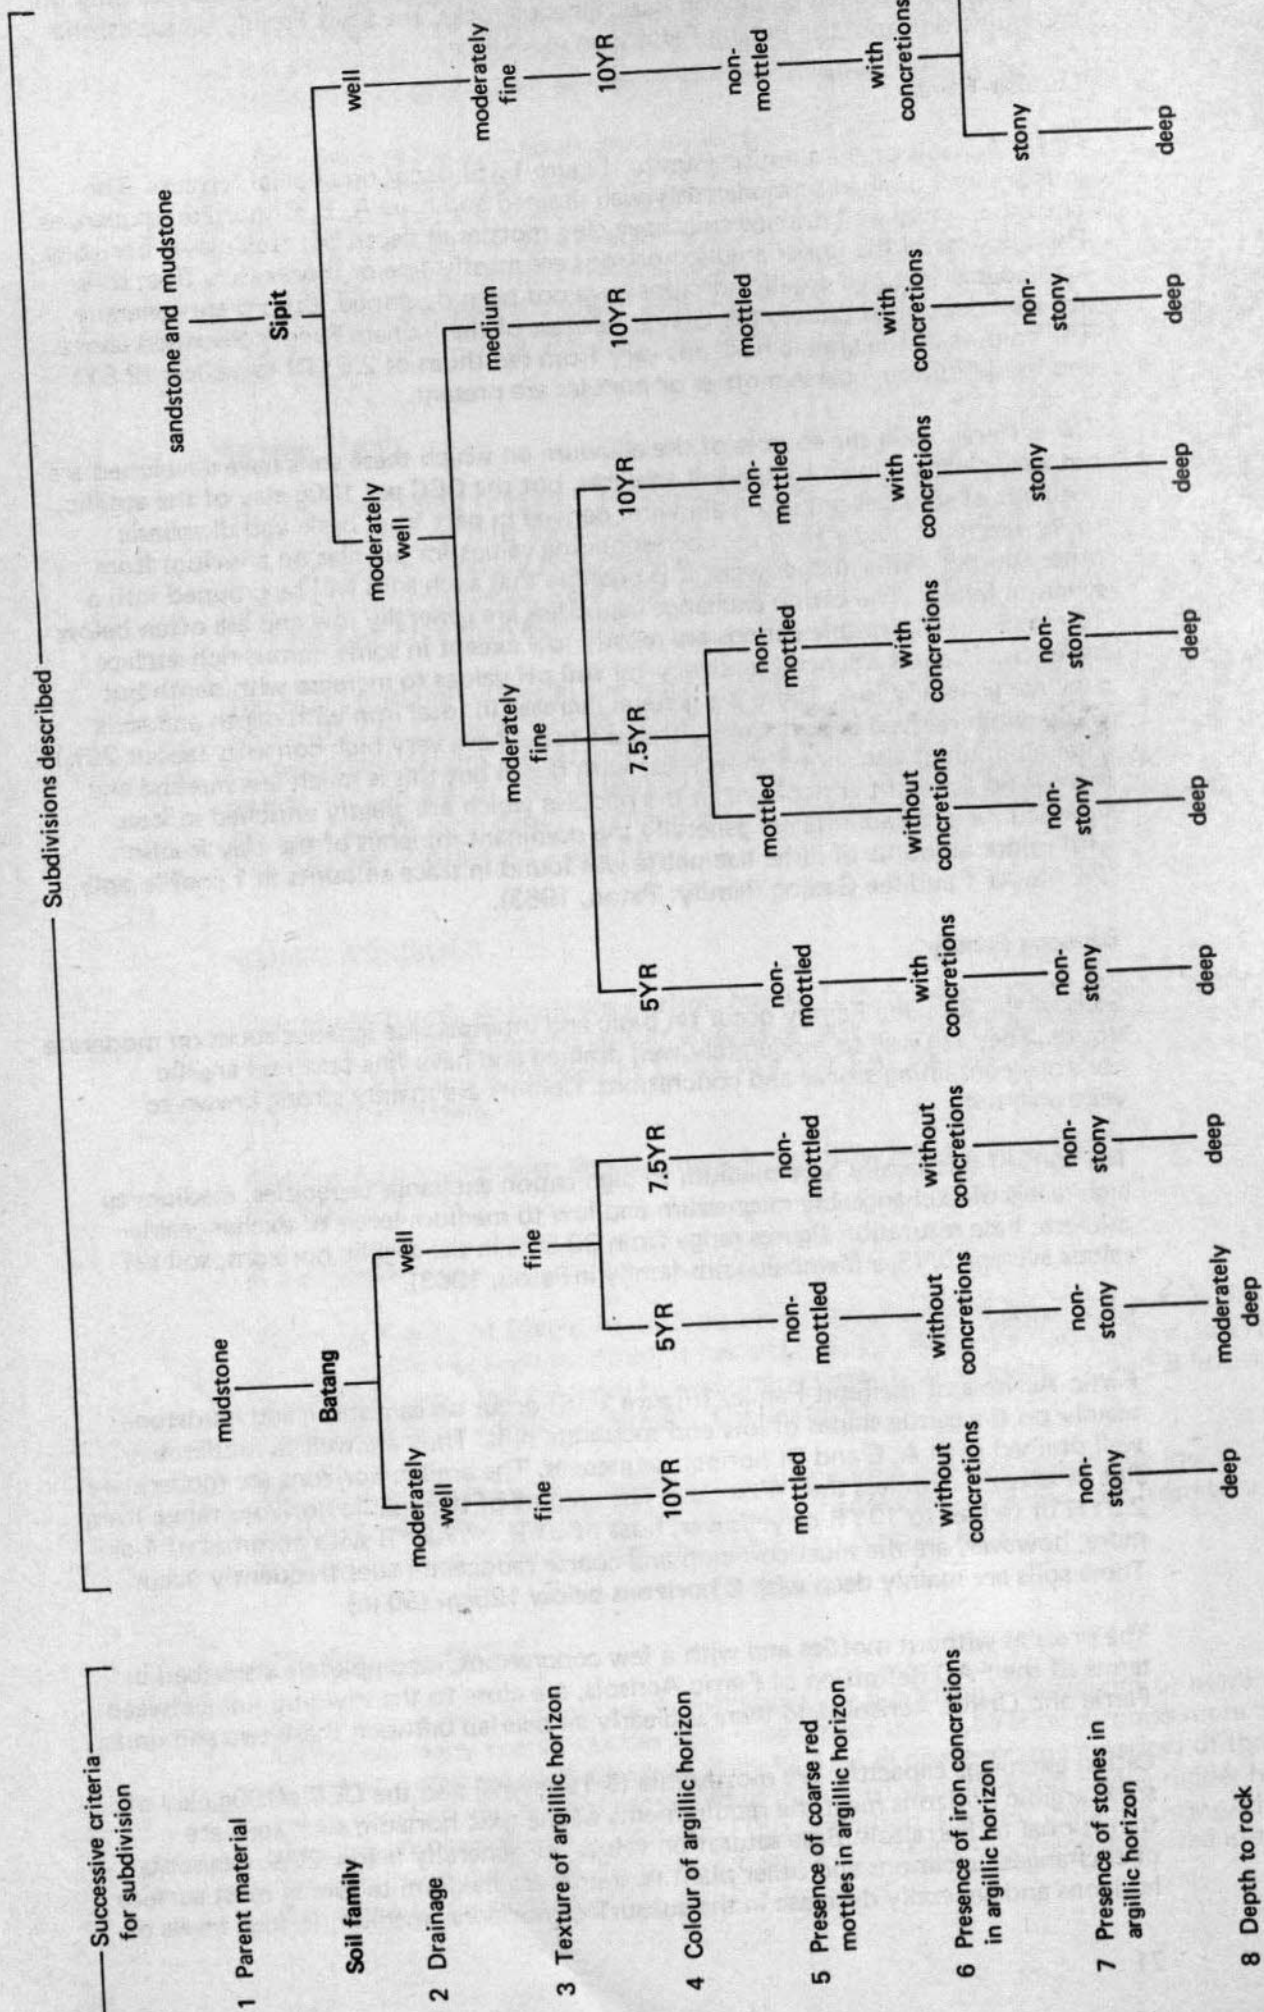 Successive criteria
for subdivision
Subdivisions described
1 Parent material
mudstone
sandstone and mudstone
Soil family
Batang
Sipit
2 Drainage
moderately
well
well
moderately
well
well
3 Texture of argillic horizon
fine
fine
moderately
fine
medium
moderately
fine
4 Colour of argillic horizon
10YR
5YR
7.5YR
5YR
7.5YR
10YR
10YR
10YR
5 Presence of coarse red
mottles in argillic horizon
mottled
non-
mottled
non-
mottled
non-
mottled
mottled
non-
mottled
non-
mottled
mottled
non-
mottled
6 Presence of iron concretions
in argillic horizon
without
concretions
without
concretions
without
concretions
with
concretions
without
concretions
with
concretions
with
concretions
with
concretions
with
concretions
7 Presence of stones in
argillic horizon
non-
stony
non-
stony
non-
stony
non-
stony
non-
stony
non-
stony
stony
non-
stony
stony
8 Depth to rock
deep
moderately
deep
deep
deep
deep
deep
deep
deep
deep